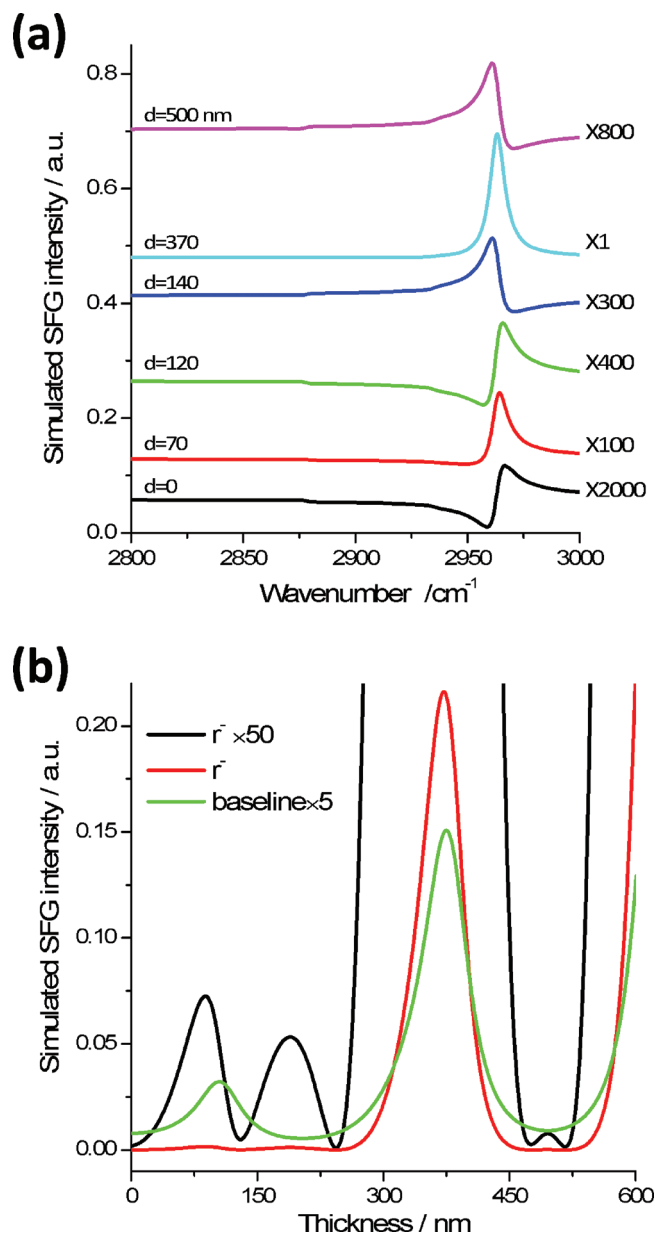 (a)
Simulated SFG intensity / a.u.
0.8
0.6
0.4
0.2
0.0
d=500 nm
X800
d=370
X1
d=140
X300
d=120
X400
d=70
X100
d=0
X2000
2800 2850 2900 2950 3000
Wavenumber /cm⁻¹
(b)
Simulated SFG intensity / a.u.
0.20
0.15
0.10
0.05
0.00
r⁻ ×50
r⁻
baseline×5
0 150 300 450 600
Thickness / nm